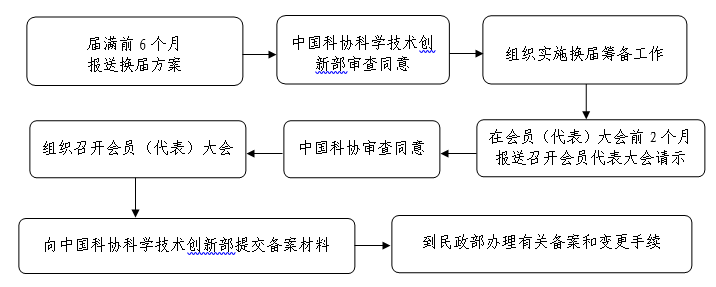 届满前 6 个月
报送换届方案
中国科协科学技术创
新部审查同意
组织实施换届筹备工作
在会员（代表）大会前 2 个月
报送召开会员代表大会请示
中国科协审查同意
组织召开会员（代表）大会
向中国科协科学技术创新部提交备案材料
到民政部办理有关备案和变更手续